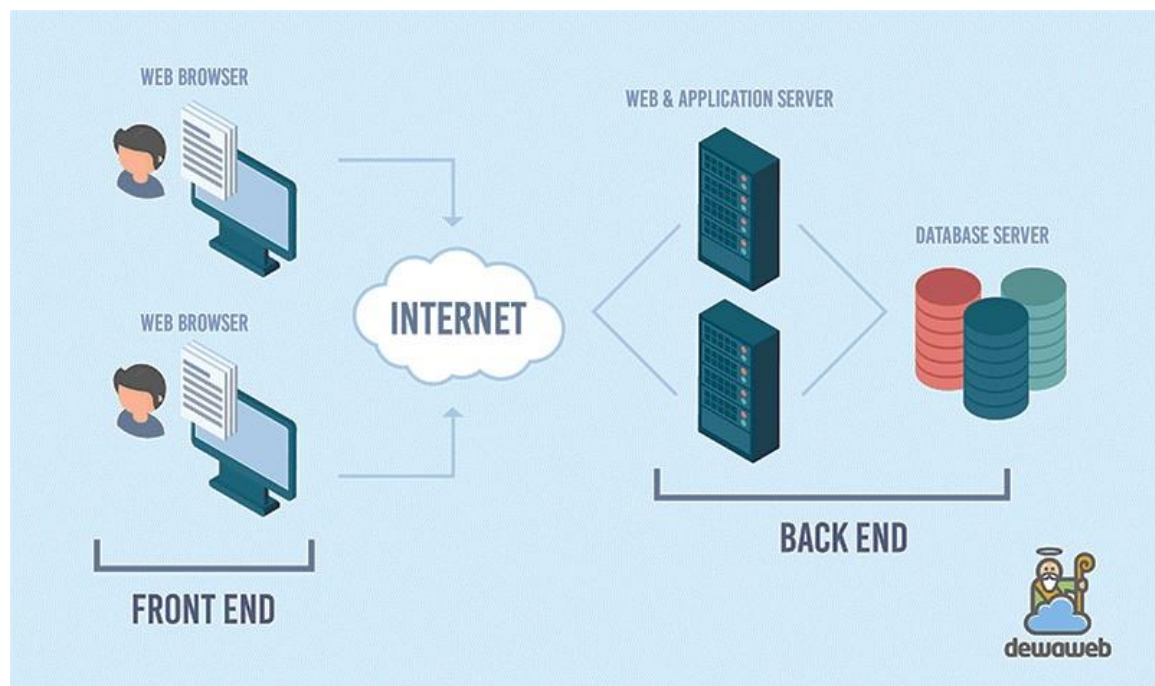 WEB BROWSER
WEB BROWSER
FRONT END
INTERNET
WEB & APPLICATION SERVER
DATABASE SERVER
BACK END
dewaweb